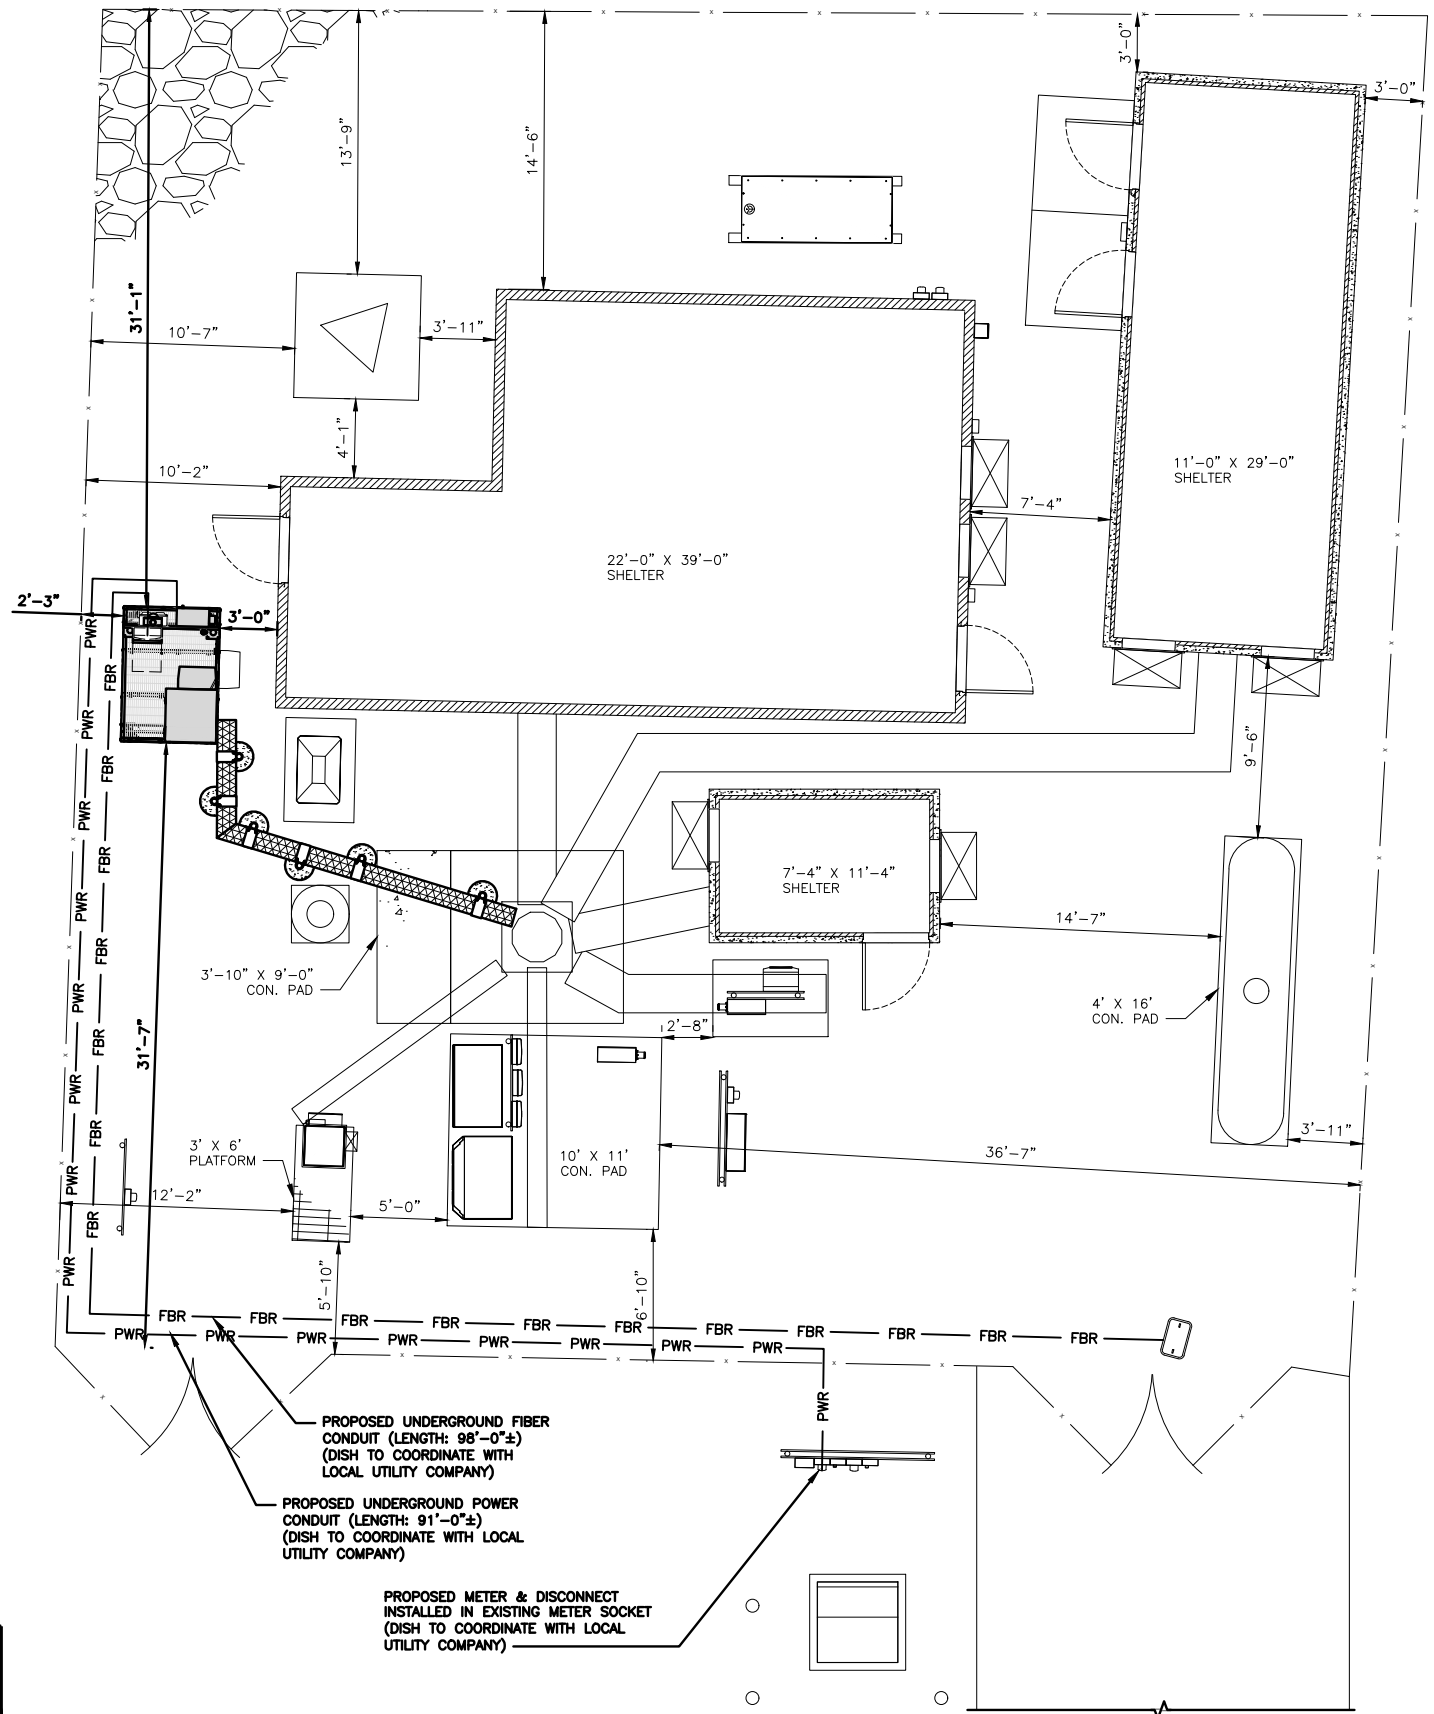 3'-0"
3'-0"
13'-9"
14'-6"
31'-1"
10'-7"
3'-11"
4'-1"
10'-2"
11'-0" X 29'-0"
SHELTER
7'-4"
22'-0" X 39'-0"
SHELTER
2'-3"
3'-0"
PWR
FBR
PWR
FBR
PWR
FBR
PWR
FBR
PWR
FBR
PWR
FBR
PWR
FBR
PWR
9'-6"
7'-4" X 11'-4"
SHELTER
14'-7"
3'-10" X 9'-0"
CON. PAD
4' X 16'
CON. PAD
2'-8"
31'-7"
3' X 6'
PLATFORM
10' X 11'
CON. PAD
36'-7"
3'-11"
12'-2"
5'-0"
5'-10"
6'-10"
FBR FBR FBR FBR FBR FBR FBR FBR FBR FBR FBR
PWR PWR PWR PWR PWR PWR PWR PWR
PWR
PROPOSED UNDERGROUND FIBER
CONDUIT (LENGTH: 98'-0"±)
(DISH TO COORDINATE WITH
LOCAL UTILITY COMPANY)
PROPOSED UNDERGROUND POWER
CONDUIT (LENGTH: 91'-0"±)
(DISH TO COORDINATE WITH LOCAL
UTILITY COMPANY)
PROPOSED METER & DISCONNECT
INSTALLED IN EXISTING METER SOCKET
(DISH TO COORDINATE WITH LOCAL
UTILITY COMPANY)